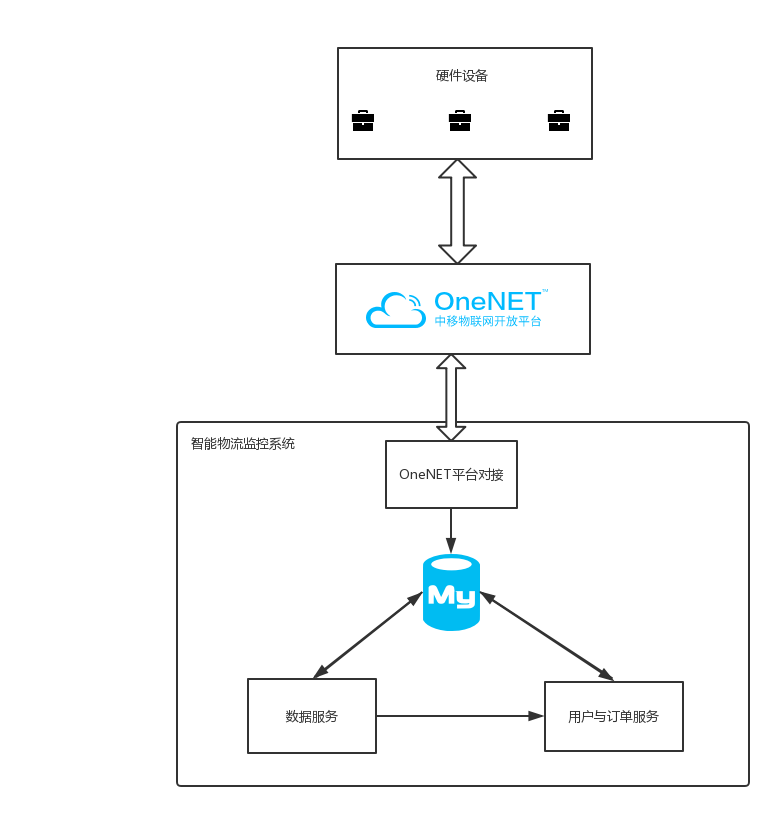 硬件设备
OneNET™
中移物联网开放平台
智能物流监控系统
OneNET平台对接
My
数据服务
用户与订单服务